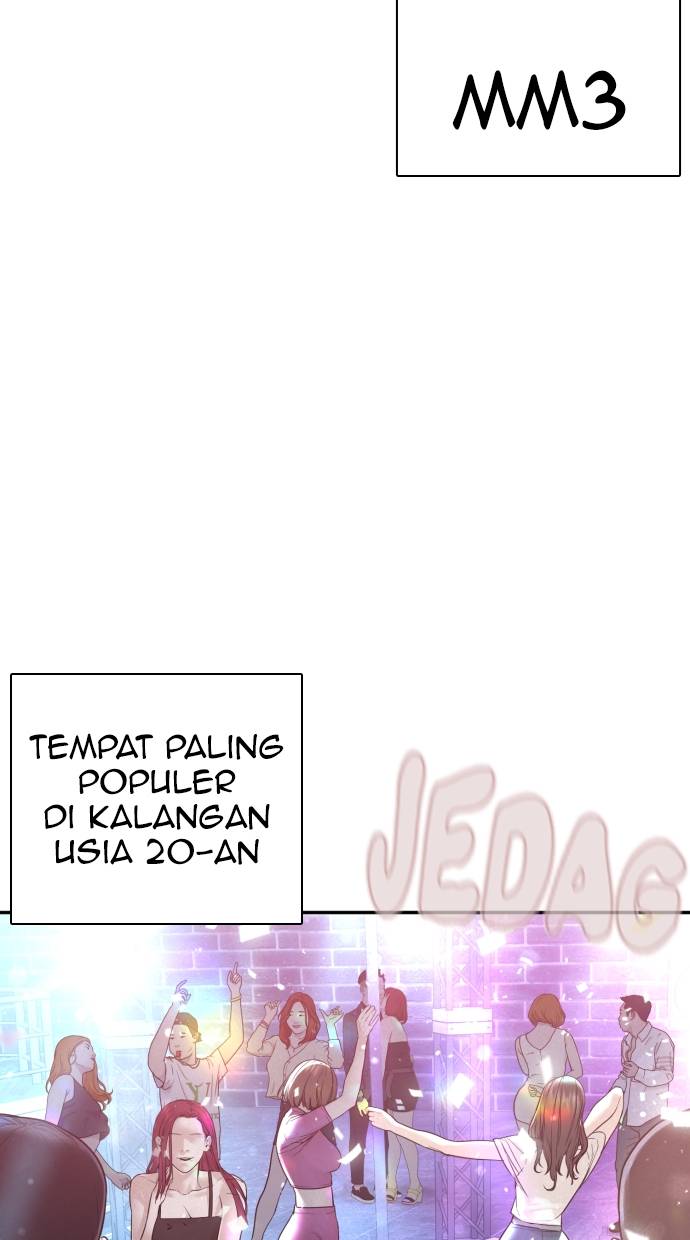 MM3
TEMPAT PALING
POPULER
DI KALANGAN
USIA 20-AN
JEDAG